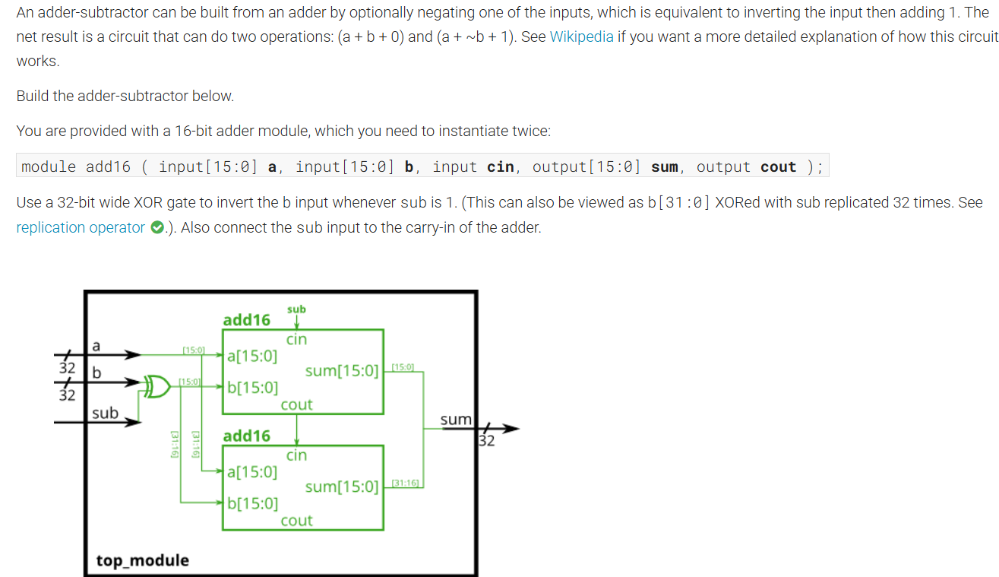 An adder-subtractor can be built from an adder by optionally negating one of the inputs, which is equivalent to inverting the input then adding 1. The
net result is a circuit that can do two operations: (a + b + 0) and (a + ~b + 1). See Wikipedia if you want a more detailed explanation of how this circuit
works.
Build the adder-subtractor below.
You are provided with a 16-bit adder module, which you need to instantiate twice:
module add16 ( input[15:0] a, input[15:0] b, input cin, output[15:0] sum, output cout );
Use a 32-bit wide XOR gate to invert the b input whenever sub is 1. (This can also be viewed as b[31:0] XORed with sub replicated 32 times. See
replication operator .). Also connect the sub input to the carry-in of the adder.
sub
add16
cin
a
[15:0]
a[15:0]
32
b
sum[15:0]
[15:0]
[15:0]
b[15:0]
32
cout
sub
sum
32
[31:16]
[31:16]
add16
cin
a[15:0]
sum[15:0]
[31:16]
b[15:0]
cout
top_module